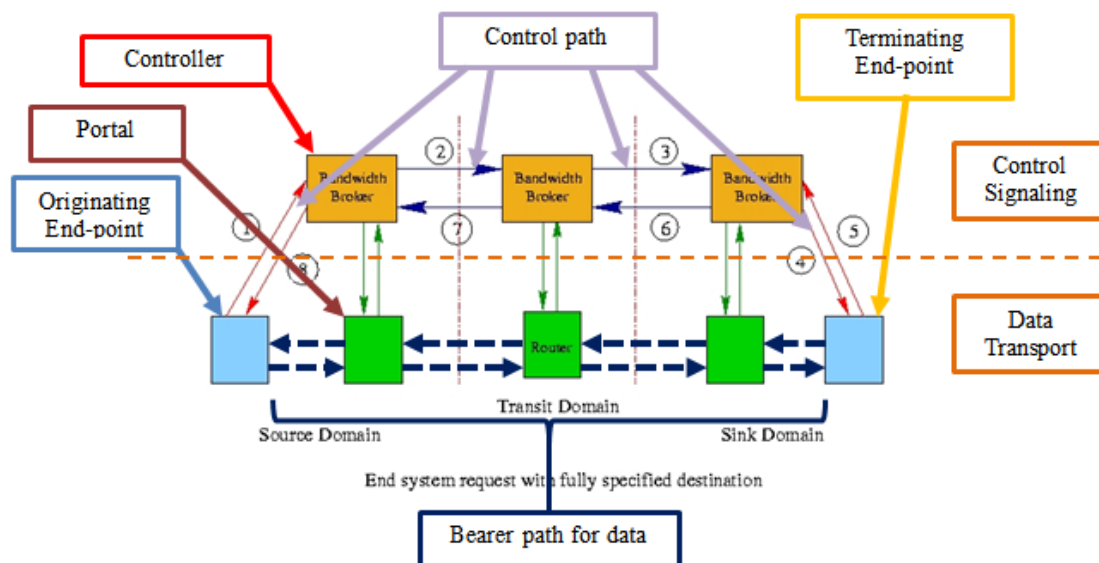 Control path
Terminating
End-point
Controller
Portal
② ③
Bandwidth
Broker
Bandwidth
Broker
Bandwidth
Broker
Control
Signaling
Originating
End-point
① ⑦ ⑥ ⑤
⑧ ④
Data
Transport
Router
Transit Domain
Source Domain
Sink Domain
End system request with fully specified destination
Bearer path for data